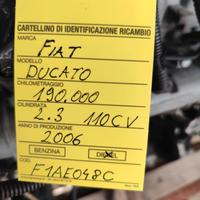 CARTELLINO DI IDENTIFICAZIONE RICAMBIO
MARCA
FIAT
MODELLO
DUCATO
CHILOMETRAGGIO
190.000
CILINDRATA
2.3 110CV
ANNO DI PRODUZIONE
2006
BENZINA DIESEL
COD. F1AE048C